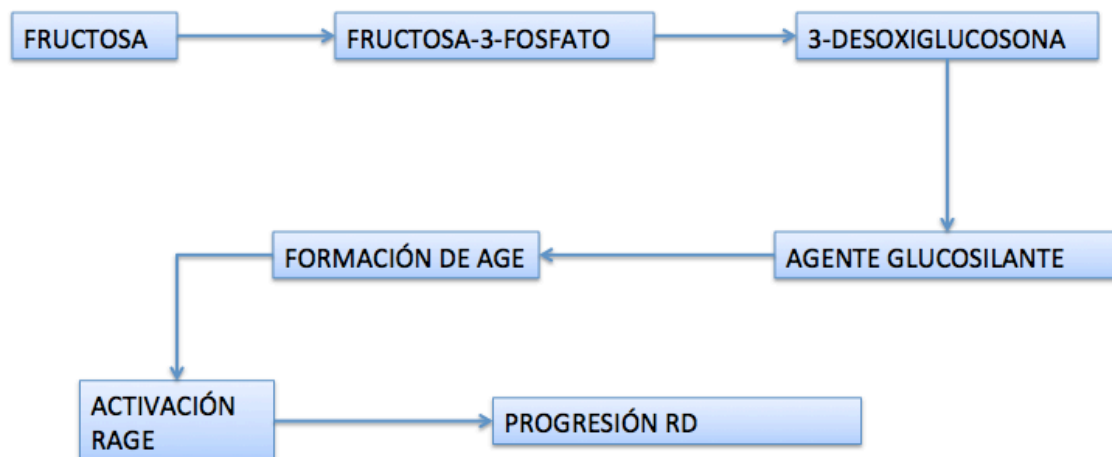 FRUCTOSA
FRUCTOSA-3-FOSFATO
3-DESOXIGLUCOSONA
FORMACIÓN DE AGE
AGENTE GLUCOSILANTE
ACTIVACIÓN
RAGE
PROGRESIÓN RD